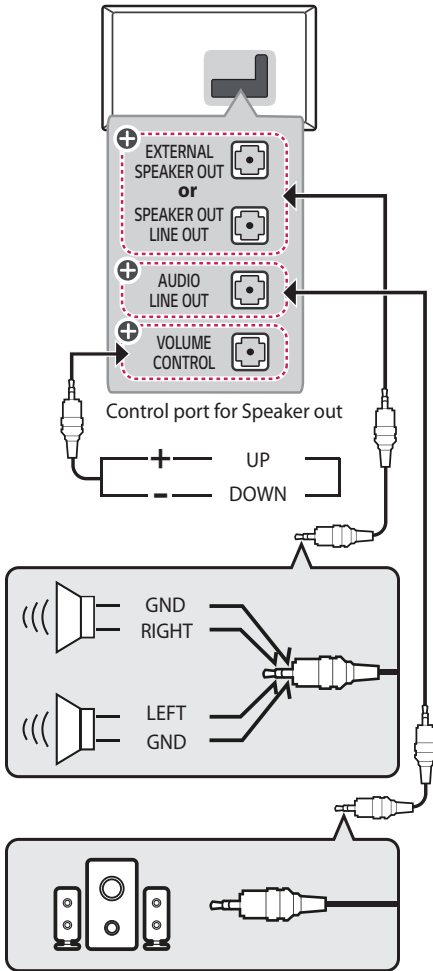 EXTERNAL
SPEAKER OUT
or
SPEAKER OUT
LINE OUT
AUDIO
LINE OUT
VOLUME
CONTROL
Control port for Speaker out
+ UP
- DOWN
GND
RIGHT
LEFT
GND